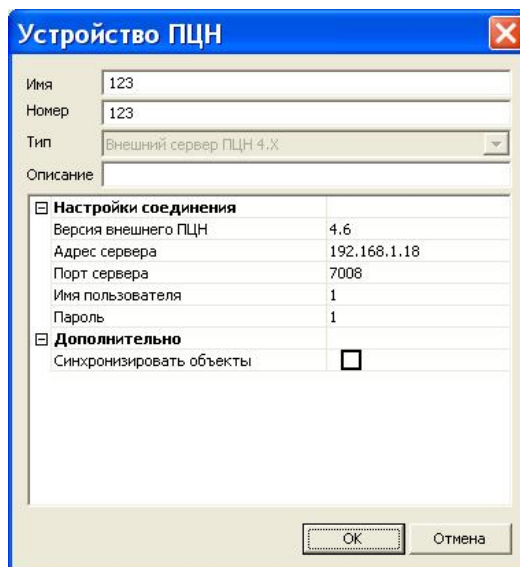 Устройство ПЦН
Имя 123
Номер 123
Тип Внешний сервер ПЦН 4.X
Описание
Настройки соединения
Версия внешнего ПЦН 4.6
Адрес сервера 192.168.1.18
Порт сервера 7008
Имя пользователя 1
Пароль 1
Дополнительно
Синхронизировать объекты
OK Отмена